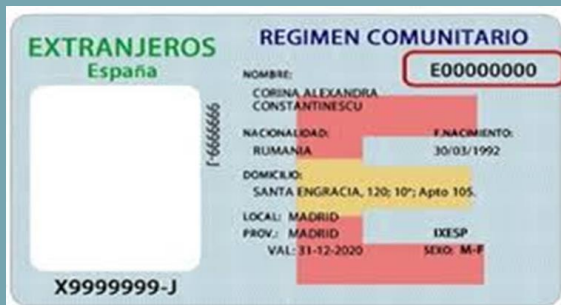 EXTRANJEROS
España
REGIMEN COMUNITARIO
E00000000
NOMBRE:
CORINA ALEXANDRA
CONSTANTINESCU
NACIONALIDAD: F.NACIMIENTO:
RUMANIA 30/03/1992
DOMICILIO:
SANTA ENGRACIA, 120; 10°; Apto 105.
LOCAL: MADRID
PROV.: MADRID IXESP
VAL: 31-12-2020 SEXO: M-F
X9999999-J